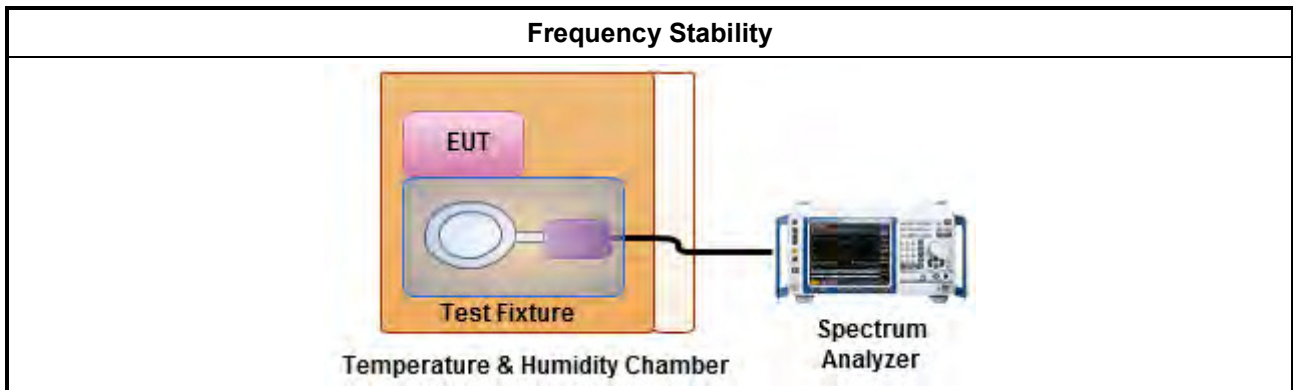 Frequency Stability
EUT
Test Fixture
Temperature & Humidity Chamber
Spectrum
Analyzer